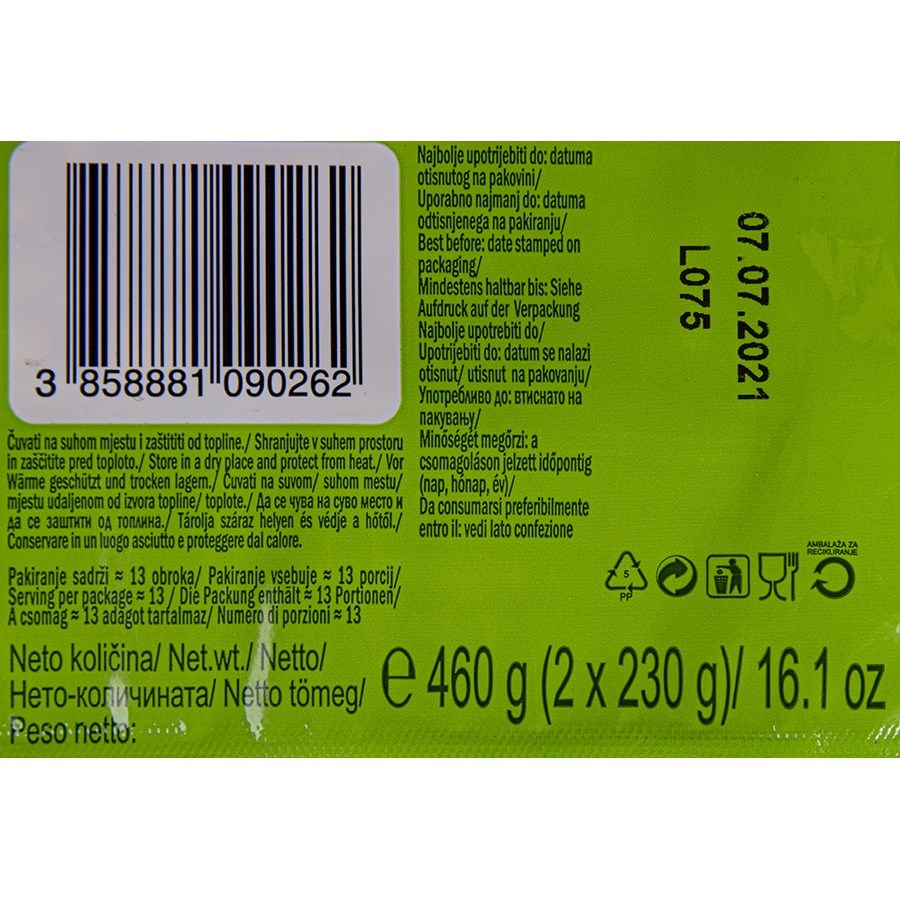 3 858881 090262
Čuvati na suhom mjestu i zaštititi od topline./ Shranjujte v suhem prostoru
in zaščitite pred toploto./ Store in a dry place and protect from heat./ Vor
Wärme geschützt und trocken lagern./ Čuvati na suvom/ suhom mestu/
mjestu udaljenom od izvora topline/ toplote./ Да се чува на суво место и
да се заштити од топлина./ Tárolja száraz helyen és védje a hőtől./
Conservare in un luogo asciutto e proteggere dal calore.
Pakiranje sadrži ≈ 13 obroka/ Pakiranje vsebuje ≈ 13 porcij/
Serving per package ≈ 13 / Die Packung enthält ≈ 13 Portionen/
A csomag ≈ 13 adagot tartalmaz/ Numero di porzioni ≈ 13
Najbolje upotrijebiti do: datuma
otisnutog na pakovini/
Uporabno najmanj do: datuma
odtisnjenega na pakiranju/
Best before: date stamped on
packaging/
Mindestens haltbar bis: Siehe
Aufdruck auf der Verpackung
Najbolje upotrebiti do/
Upotrijebiti do: datum se nalazi
otisnut/ utisnut na pakovanju/
Употребливо до: втиснато на
пакувању/
Minőségét megőrzi: a
csomagoláson jelzett időpontig
(nap, hónap, év)/
Da consumarsi preferibilmente
entro il: vedi lato confezione
07.07.2021
L075
5
PP
AMBALAŽA ZA
RECIKLIRANJE
Neto količina/ Net.wt./ Netto/
Нето-количината/ Netto tömeg/
Peso netto:
℮ 460 g (2 x 230 g)/ 16.1 oz